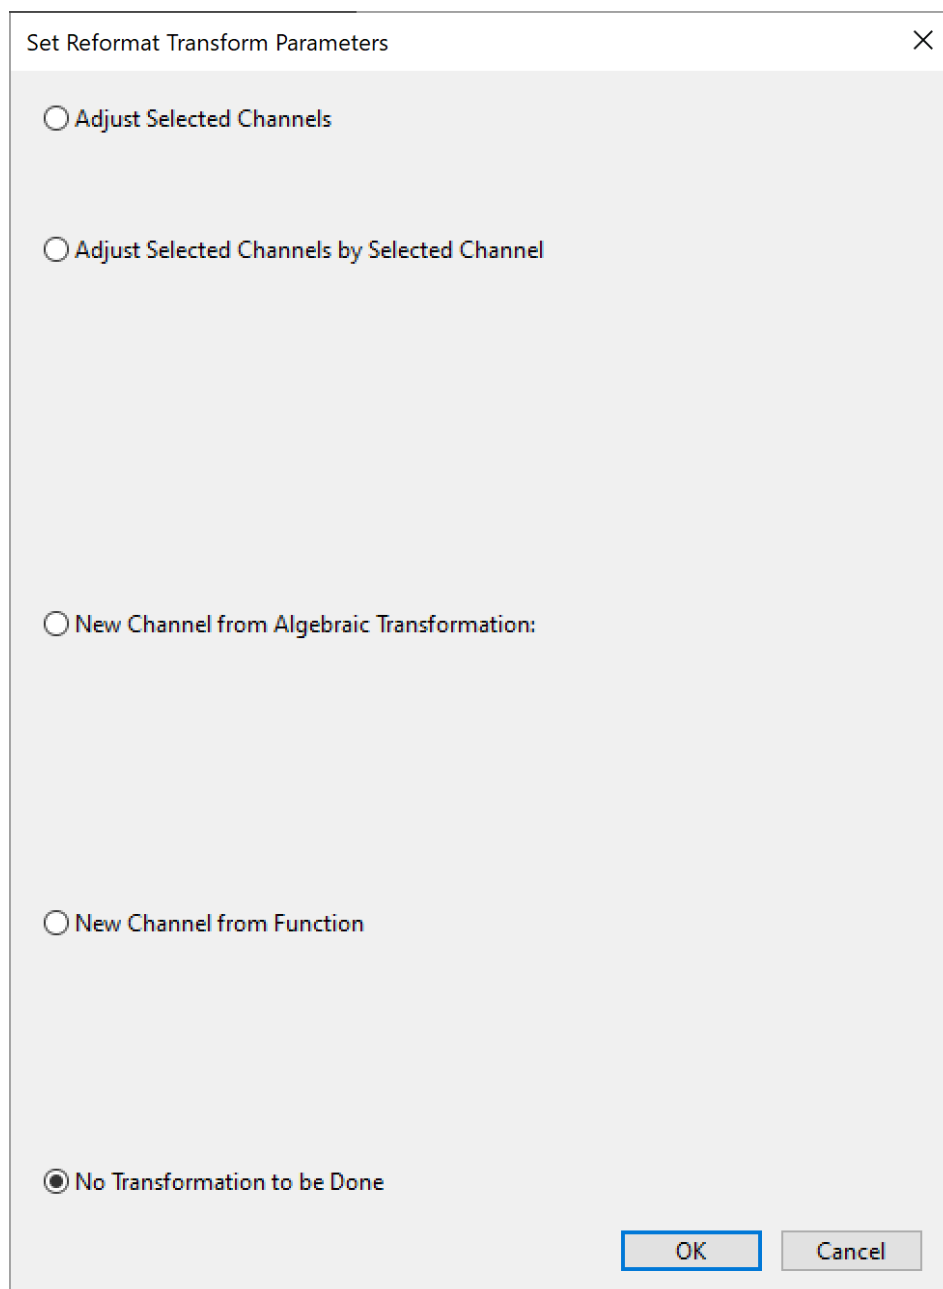 Set Reformat Transform Parameters
Adjust Selected Channels
Adjust Selected Channels by Selected Channel
New Channel from Algebraic Transformation:
New Channel from Function
No Transformation to be Done
OK Cancel